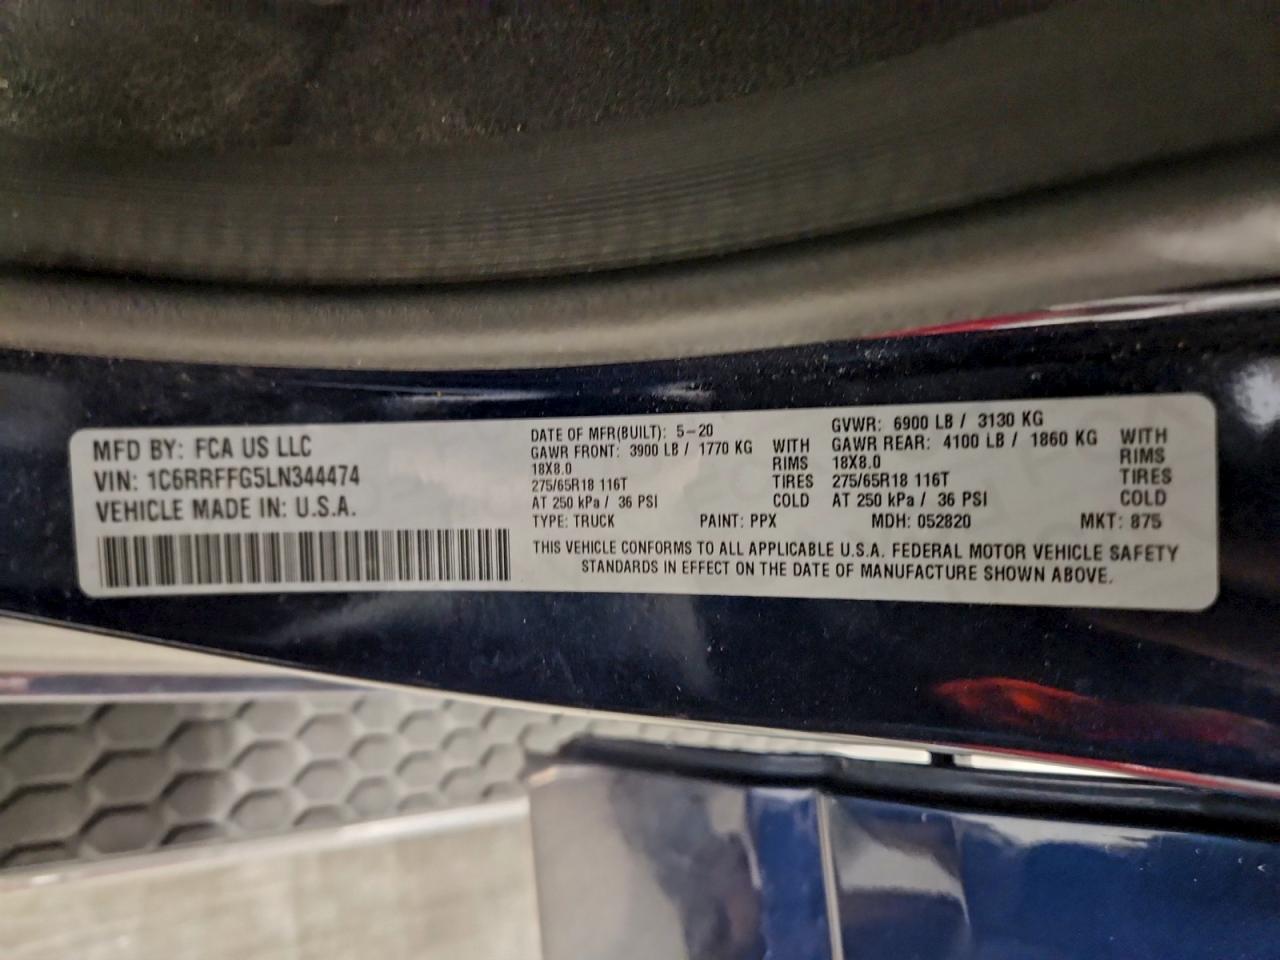 MFD BY: FCA US LLC
VIN: 1C6RRFFG5LN344474
VEHICLE MADE IN: U.S.A.
DATE OF MFR(BUILT): 5-20
GAWR FRONT: 3900 LB / 1770 KG WITH
18X8.0 RIMS
275/65R18 116T TIRES
AT 250 kPa / 36 PSI COLD
GVWR: 6900 LB / 3130 KG
GAWR REAR: 4100 LB / 1860 KG WITH
18X8.0 RIMS
275/65R18 116T TIRES
AT 250 kPa / 36 PSI COLD
TYPE: TRUCK PAINT: PPX MDH: 052820 MKT: 875
THIS VEHICLE CONFORMS TO ALL APPLICABLE U.S.A. FEDERAL MOTOR VEHICLE SAFETY
STANDARDS IN EFFECT ON THE DATE OF MANUFACTURE SHOWN ABOVE.